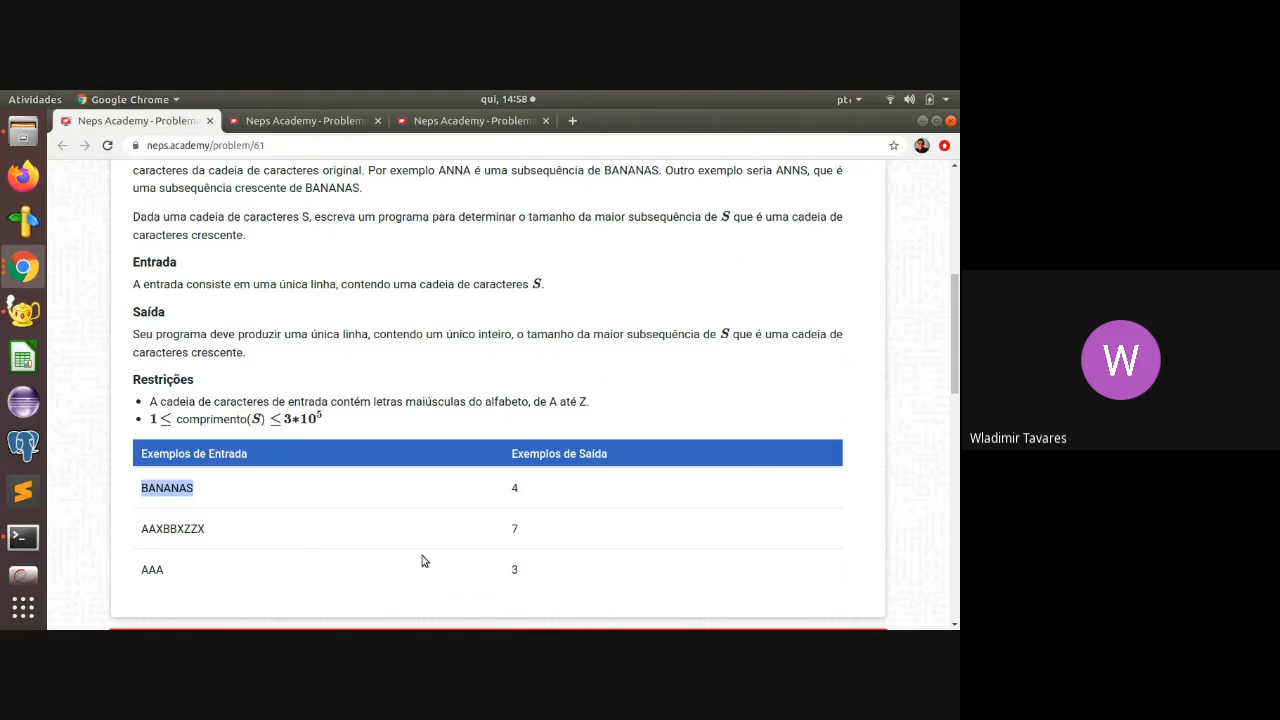 Atividades Google Chrome qui, 14:58 pt
Neps Academy - Problema Neps Academy - Problem Neps Academy - Problem
neps.academy/problem/61
caracteres da cadeia de caracteres original. Por exemplo ANNA é uma subsequência de BANANAS. Outro exemplo seria ANNS, que é
uma subsequência crescente de BANANAS.
Dada uma cadeia de caracteres S, escreva um programa para determinar o tamanho da maior subsequência de S que é uma cadeia de
caracteres crescente.
Entrada
A entrada consiste em uma única linha, contendo uma cadeia de caracteres S.
Saída
Seu programa deve produzir uma única linha, contendo um único inteiro, o tamanho da maior subsequência de S que é uma cadeia de
caracteres crescente.
Restrições
• A cadeia de caracteres de entrada contém letras maiúsculas do alfabeto, de A até Z.
• 1 ≤ comprimento(S) ≤ 3*10⁵
Exemplos de Entrada Exemplos de Saída
BANANAS 4
AAXBBXZZX 7
AAA 3
W
Wladimir Tavares